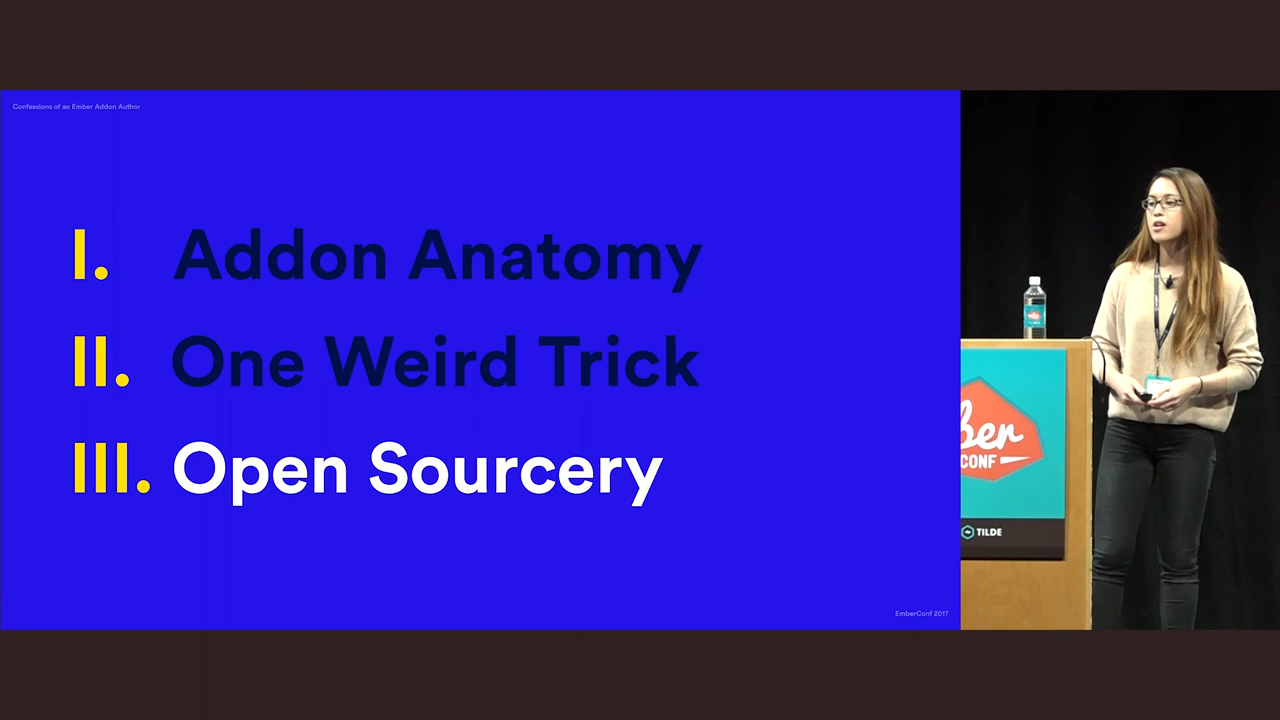 Confessions of an Ember Addon Author
I. Addon Anatomy
II. One Weird Trick
III. Open Sourcery
EmberConf 2017
ber
CONF
TILDE